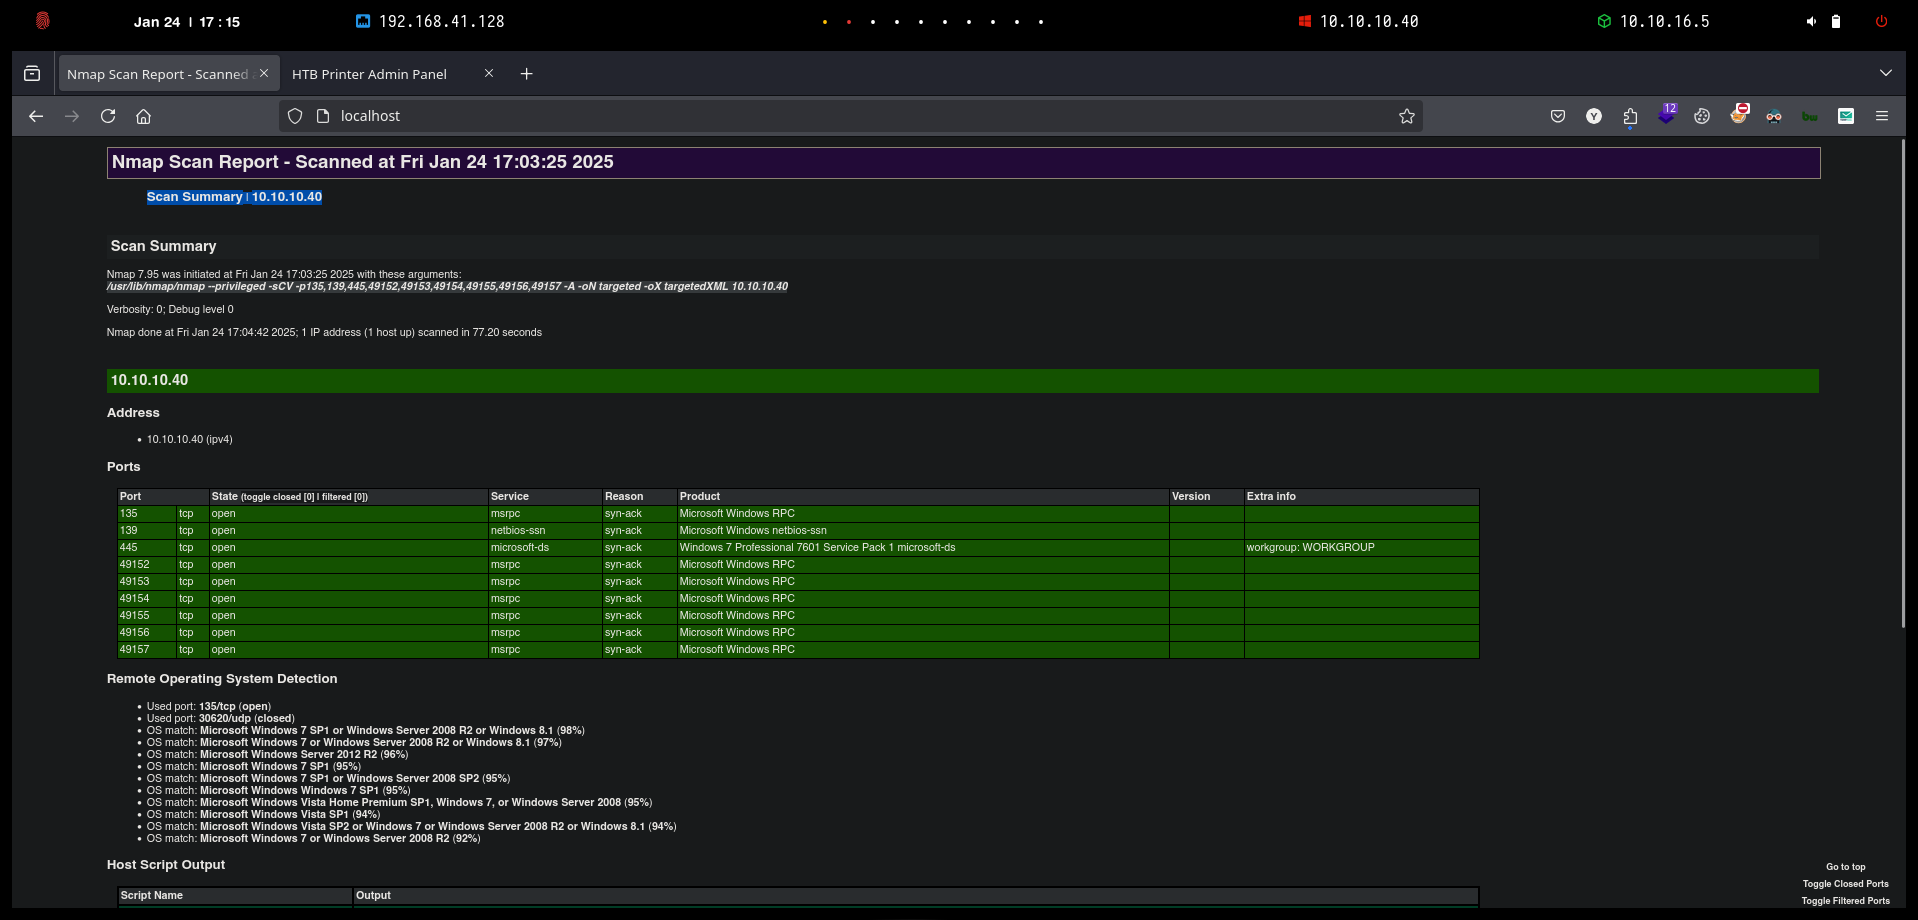 Jan 24 | 17 : 15 192.168.41.128 10.10.10.40 10.10.16.5
Nmap Scan Report - Scanned HTB Printer Admin Panel
localhost 12
Nmap Scan Report - Scanned at Fri Jan 24 17:03:25 2025
Scan Summary | 10.10.10.40
Scan Summary
Nmap 7.95 was initiated at Fri Jan 24 17:03:25 2025 with these arguments:
/usr/lib/nmap/nmap --privileged -sCV -p135,139,445,49152,49153,49154,49155,49156,49157 -A -oN targeted -oX targetedXML 10.10.10.40
Verbosity: 0; Debug level 0
Nmap done at Fri Jan 24 17:04:42 2025; 1 IP address (1 host up) scanned in 77.20 seconds
10.10.10.40
Address
• 10.10.10.40 (ipv4)
Ports
Port State (toggle closed [0] | filtered [0]) Service Reason Product Version Extra info
135 tcp open msrpc syn-ack Microsoft Windows RPC
139 tcp open netbios-ssn syn-ack Microsoft Windows netbios-ssn
445 tcp open microsoft-ds syn-ack Windows 7 Professional 7601 Service Pack 1 microsoft-ds workgroup: WORKGROUP
49152 tcp open msrpc syn-ack Microsoft Windows RPC
49153 tcp open msrpc syn-ack Microsoft Windows RPC
49154 tcp open msrpc syn-ack Microsoft Windows RPC
49155 tcp open msrpc syn-ack Microsoft Windows RPC
49156 tcp open msrpc syn-ack Microsoft Windows RPC
49157 tcp open msrpc syn-ack Microsoft Windows RPC
Remote Operating System Detection
• Used port: 135/tcp (open)
• Used port: 30620/udp (closed)
• OS match: Microsoft Windows 7 SP1 or Windows Server 2008 R2 or Windows 8.1 (98%)
• OS match: Microsoft Windows 7 or Windows Server 2008 R2 or Windows 8.1 (97%)
• OS match: Microsoft Windows Server 2012 R2 (96%)
• OS match: Microsoft Windows 7 SP1 (95%)
• OS match: Microsoft Windows 7 SP1 or Windows Server 2008 SP2 (95%)
• OS match: Microsoft Windows Windows 7 SP1 (95%)
• OS match: Microsoft Windows Vista Home Premium SP1, Windows 7, or Windows Server 2008 (95%)
• OS match: Microsoft Windows Vista SP1 (94%)
• OS match: Microsoft Windows Vista SP2 or Windows 7 or Windows Server 2008 R2 or Windows 8.1 (94%)
• OS match: Microsoft Windows 7 or Windows Server 2008 R2 (92%)
Host Script Output
Script Name Output
Go to top
Toggle Closed Ports
Toggle Filtered Ports